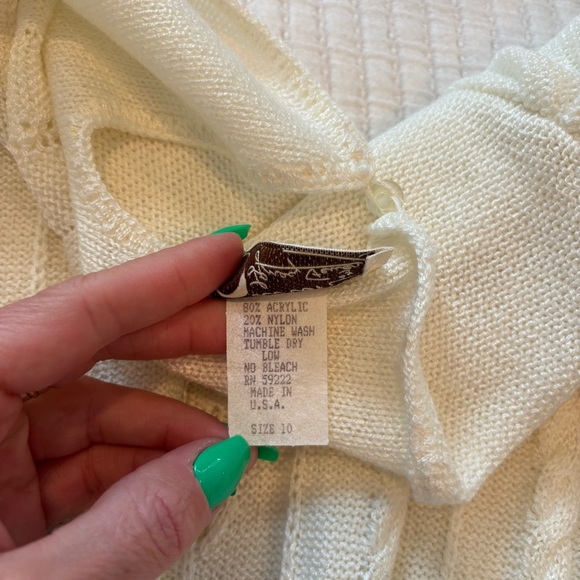 80% ACRYLIC
20% NYLON
MACHINE WASH
TUMBLE DRY
LOW
NO BLEACH
RN 59222
MADE IN
U.S.A.
SIZE 10